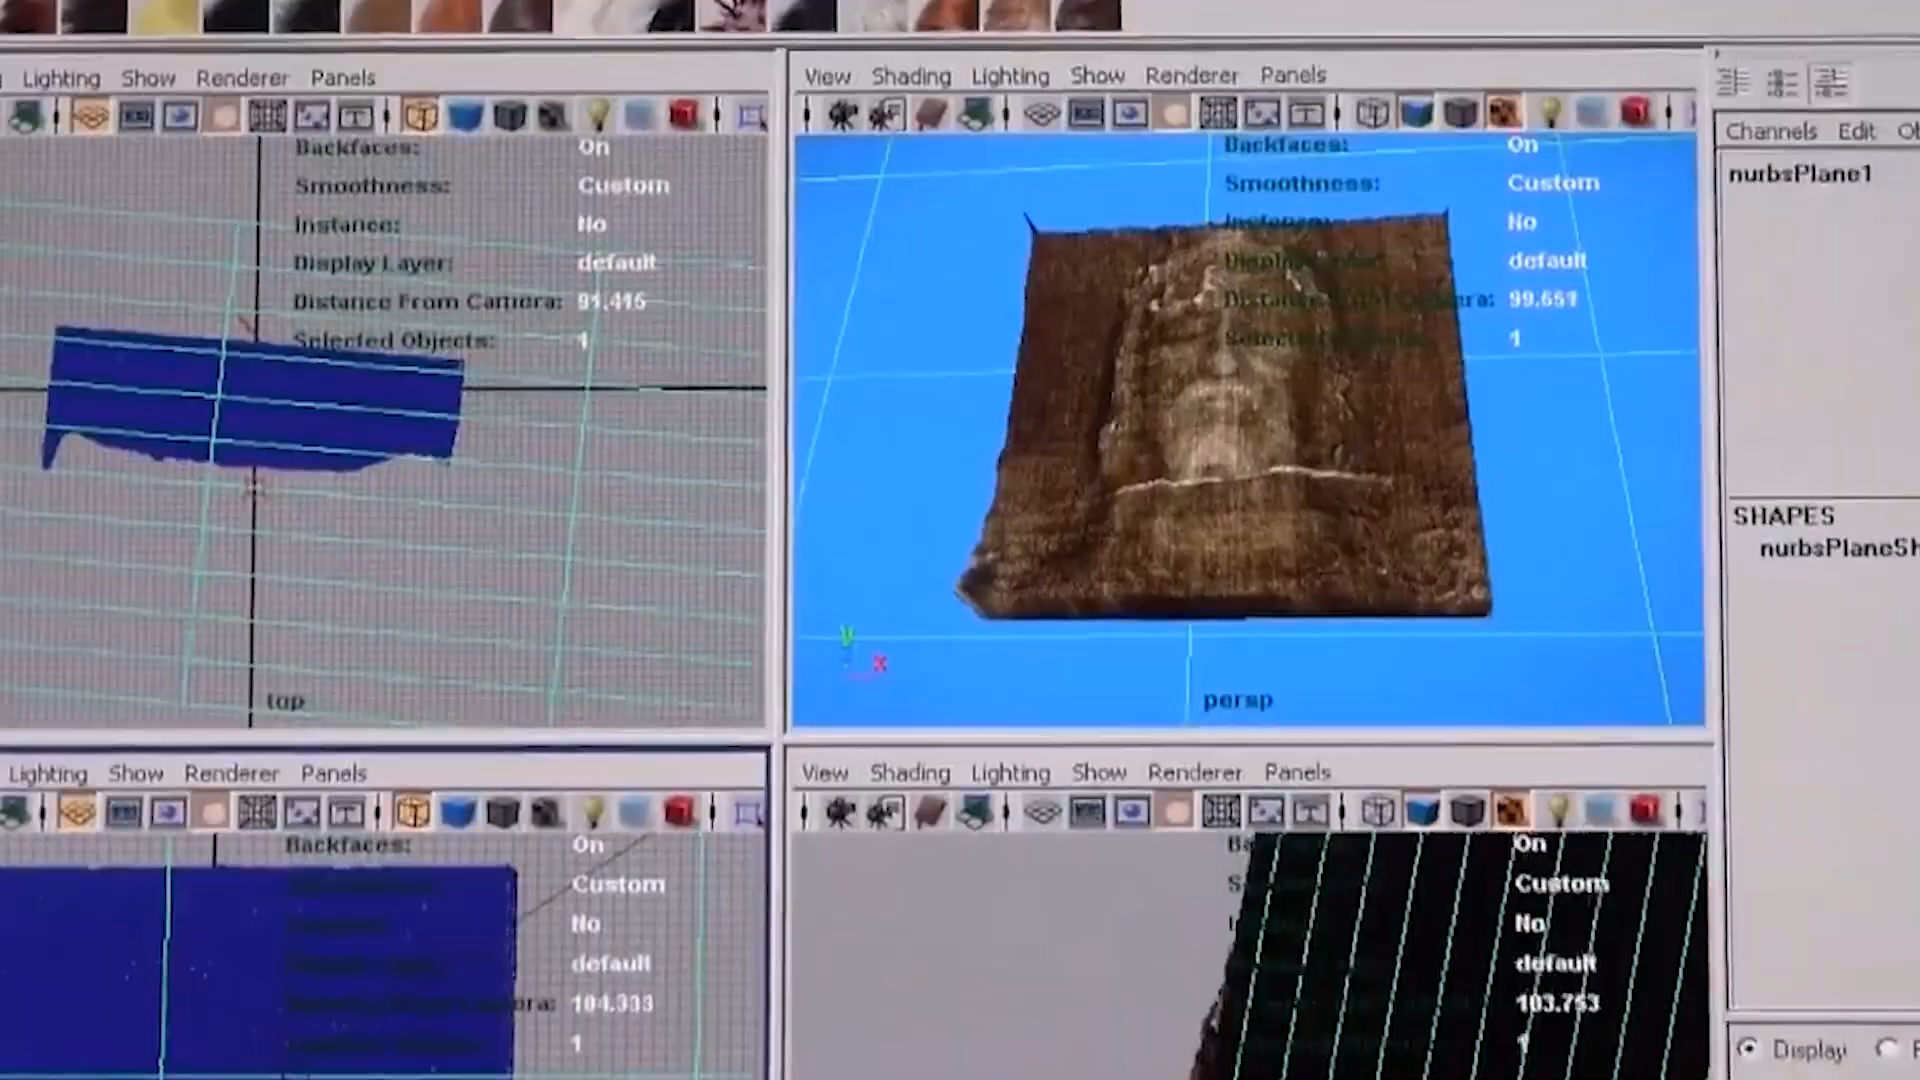 Lighting Show Renderer Panels
Backfaces: On
Smoothness: Custom
Instance: No
Display Layer: default
Distance From Camera: 91.415
Selected Objects: 1
top
View Shading Lighting Show Renderer Panels
Backfaces: On
Smoothness: Custom
No
default
99.651
1
y
x
persp
Channels Edit
nurbsPlane1
SHAPES
nurbsPlaneSh
Lighting Show Renderer Panels
Backfaces: On
Custom
No
default
104.333
1
View Shading Lighting Show Renderer Panels
On
Custom
No
default
103.753
1
Display